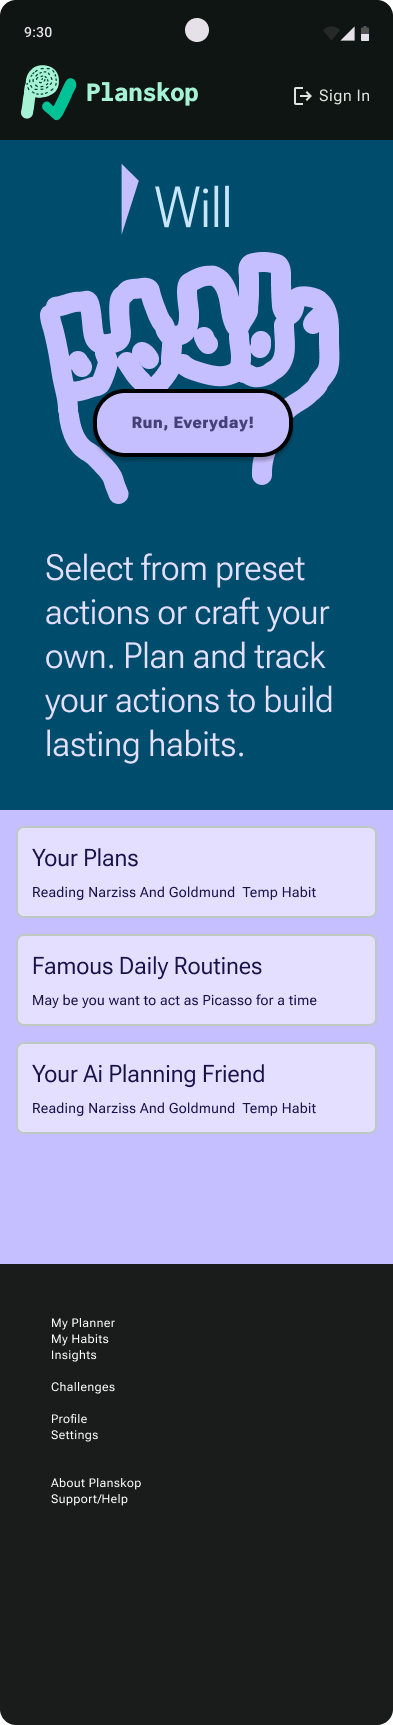 9:30
Planskop
Sign In
Will
Run, Everyday!
Select from preset
actions or craft your
own. Plan and track
your actions to build
lasting habits.
Your Plans
Reading Narziss And Goldmund  Temp Habit
Famous Daily Routines
May be you want to act as Picasso for a time
Your Ai Planning Friend
Reading Narziss And Goldmund  Temp Habit
My Planner
My Habits
Insights
Challenges
Profile
Settings
About Planskop
Support/Help